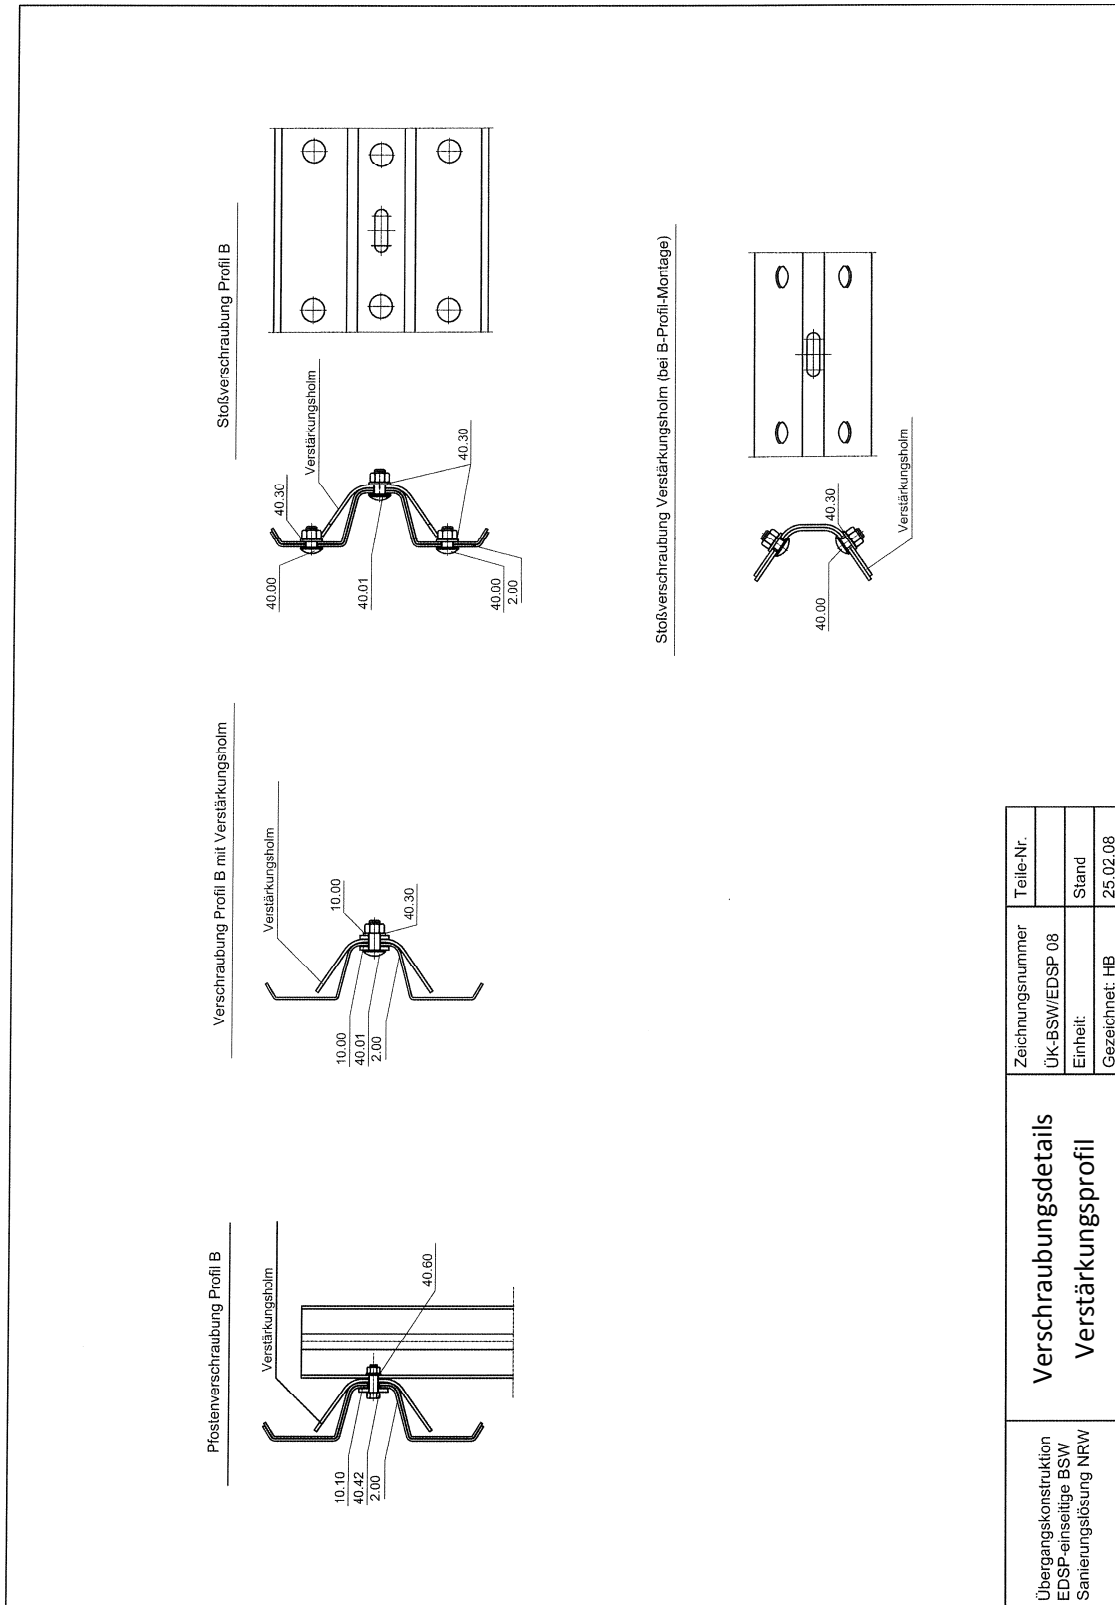 Pfostenverschraubung Profil B
Verstärkungsholm
10.10
40.42
2.00
40.60
Verschraubung Profil B mit Verstärkungsholm
Verstärkungsholm
10.00
40.01
2.00
10.00
40.30
Stoßverschraubung Profil B
40.30
Verstärkungsholm
40.00
40.01
40.00
2.00
40.30
Stoßverschraubung Verstärkungsholm (bei B-Profil-Montage)
40.00
40.30
Verstärkungsholm
Übergangskonstruktion
EDSP-einseitige BSW
Sanierungslösung NRW
Verschraubungsdetails
Verstärkungsprofil
Zeichnungsnummer
ÜK-BSW/EDSP 08
Einheit:
Gezeichnet: HB
Teile-Nr.
Stand
25.02.08